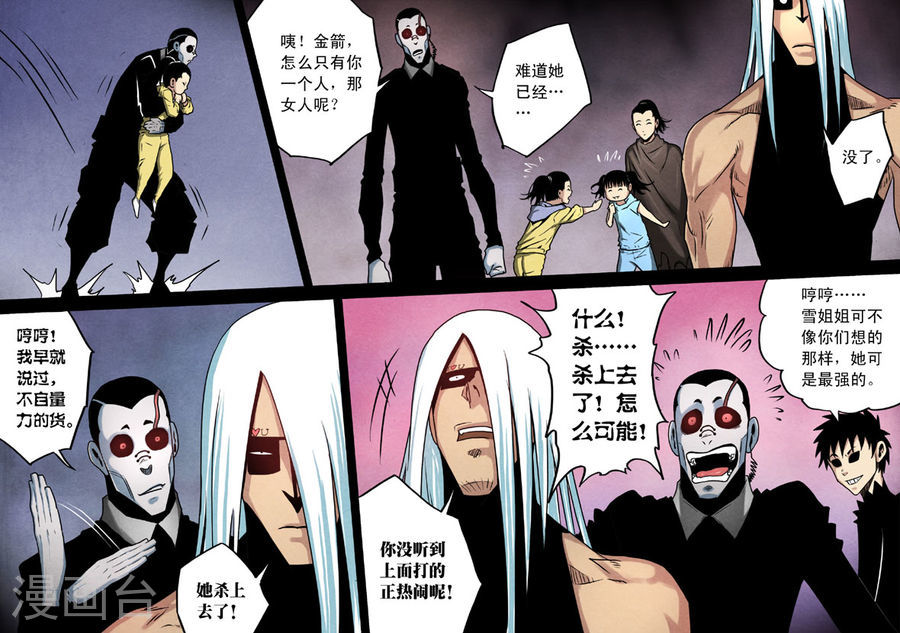 咦！金箭，
怎么只有你
一个人，那
女人呢？
难道她
已经…
…
没了。
哼哼！
我早就
说过，
不自量
力的货。
她杀上
去了！
你没听到
上面打的
正热闹呢！
什么！
杀……
杀上去
了！怎
么可能！
哼哼……
雪姐姐可不
像你们想的
那样，她可
是最强的。
漫画台